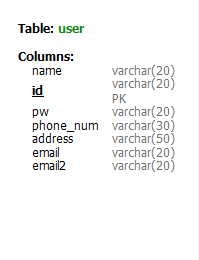 Table: user
Columns:
name varchar(20)
id varchar(20)
PK
pw varchar(20)
phone_num varchar(30)
address varchar(50)
email varchar(20)
email2 varchar(20)